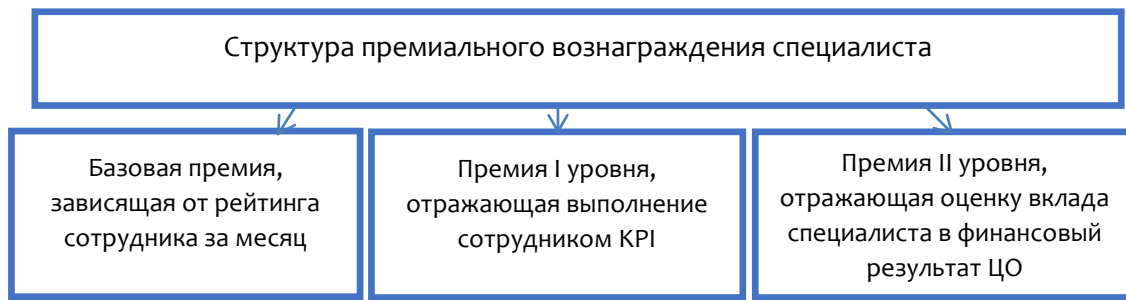 Структура премиального вознаграждения специалиста
Базовая премия,
зависящая от рейтинга
сотрудника за месяц
Премия I уровня,
отражающая выполнение
сотрудником KPI
Премия II уровня,
отражающая оценку вклада
специалиста в финансовый
результат ЦО